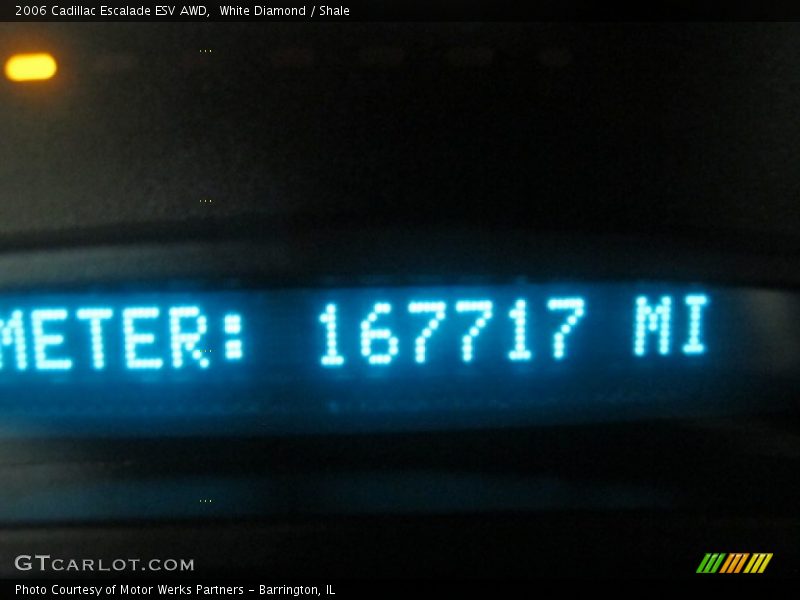 2006 Cadillac Escalade ESV AWD,  White Diamond / Shale
METER: 167717 MI
GTCARLOT.COM
Photo Courtesy of Motor Werks Partners - Barrington, IL